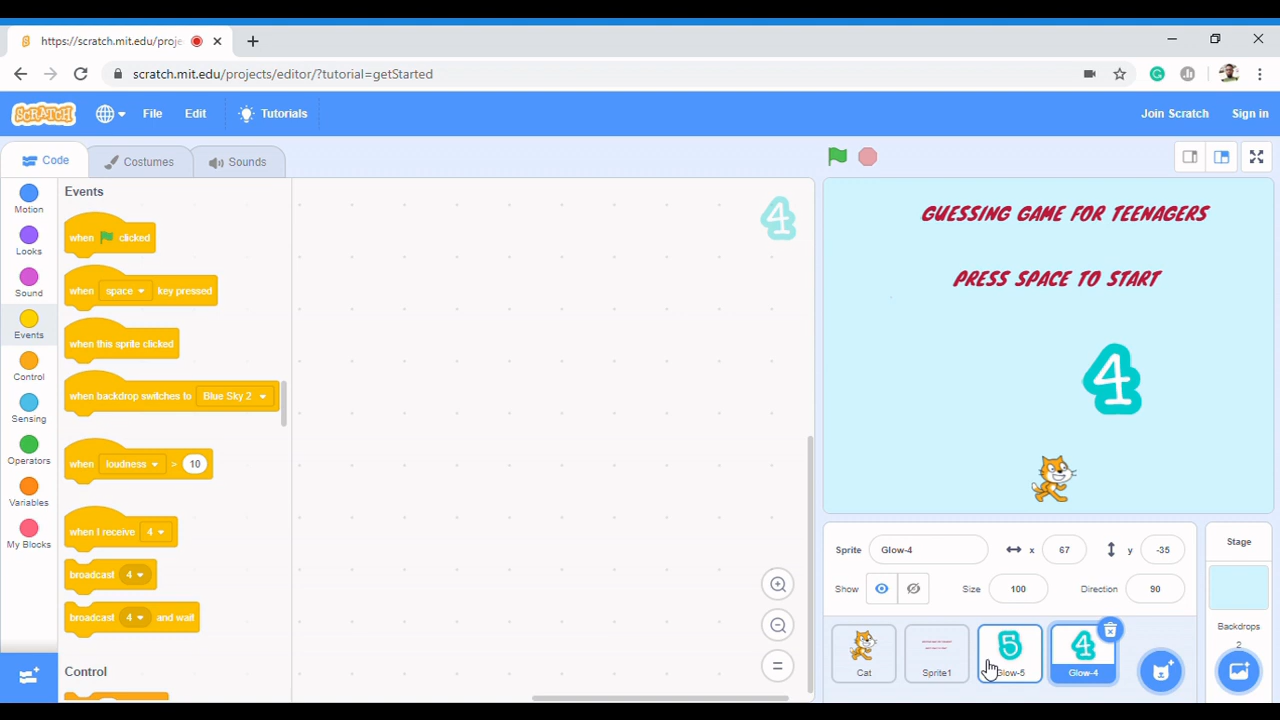 https://scratch.mit.edu/proje
scratch.mit.edu/projects/editor/?tutorial=getStarted
SCRATCH File Edit Tutorials Join Scratch Sign in
Code Costumes Sounds
Motion
Looks
Sound
Events
Control
Sensing
Operators
Variables
My Blocks
Events
when clicked
when space key pressed
when this sprite clicked
when backdrop switches to Blue Sky 2
when loudness > 10
when I receive 4
broadcast 4
broadcast 4 and wait
Control
4
GUESSING GAME FOR TEENAGERS
PRESS SPACE TO START
4
Sprite Glow-4 x 67 y -35
Show Size 100 Direction 90
Cat
Sprite1
5
Glow-5
4
Glow-4
Stage
Backdrops
2